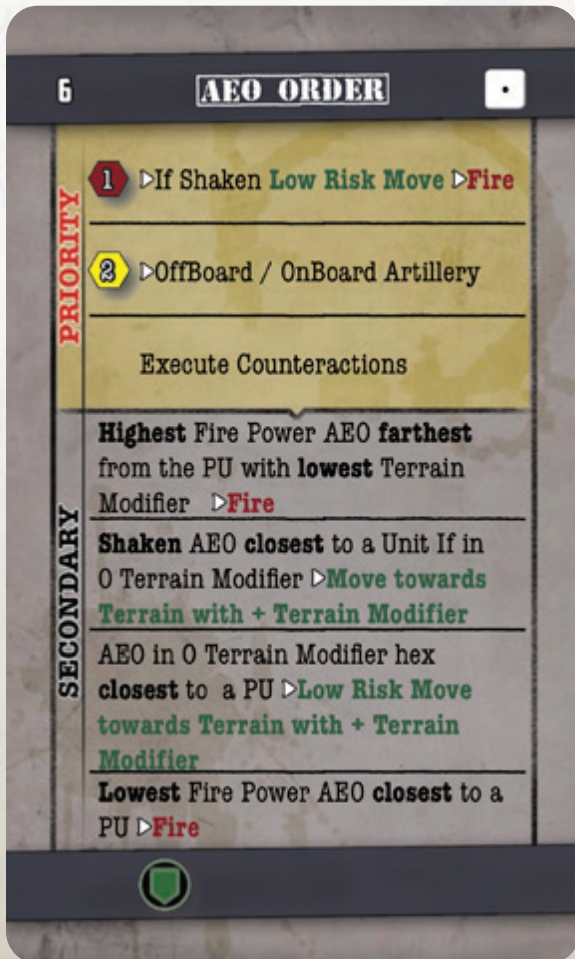 6 AEO ORDER
PRIORITY
1 ▷If Shaken Low Risk Move ▷Fire
2 ▷OffBoard / OnBoard Artillery
Execute Counteractions
SECONDARY
Highest Fire Power AEO farthest
from the PU with lowest Terrain
Modifier ▷Fire
Shaken AEO closest to a Unit If in
0 Terrain Modifier ▷Move towards
Terrain with + Terrain Modifier
AEO in 0 Terrain Modifier hex
closest to a PU ▷Low Risk Move
towards Terrain with + Terrain
Modifier
Lowest Fire Power AEO closest to a
PU ▷Fire